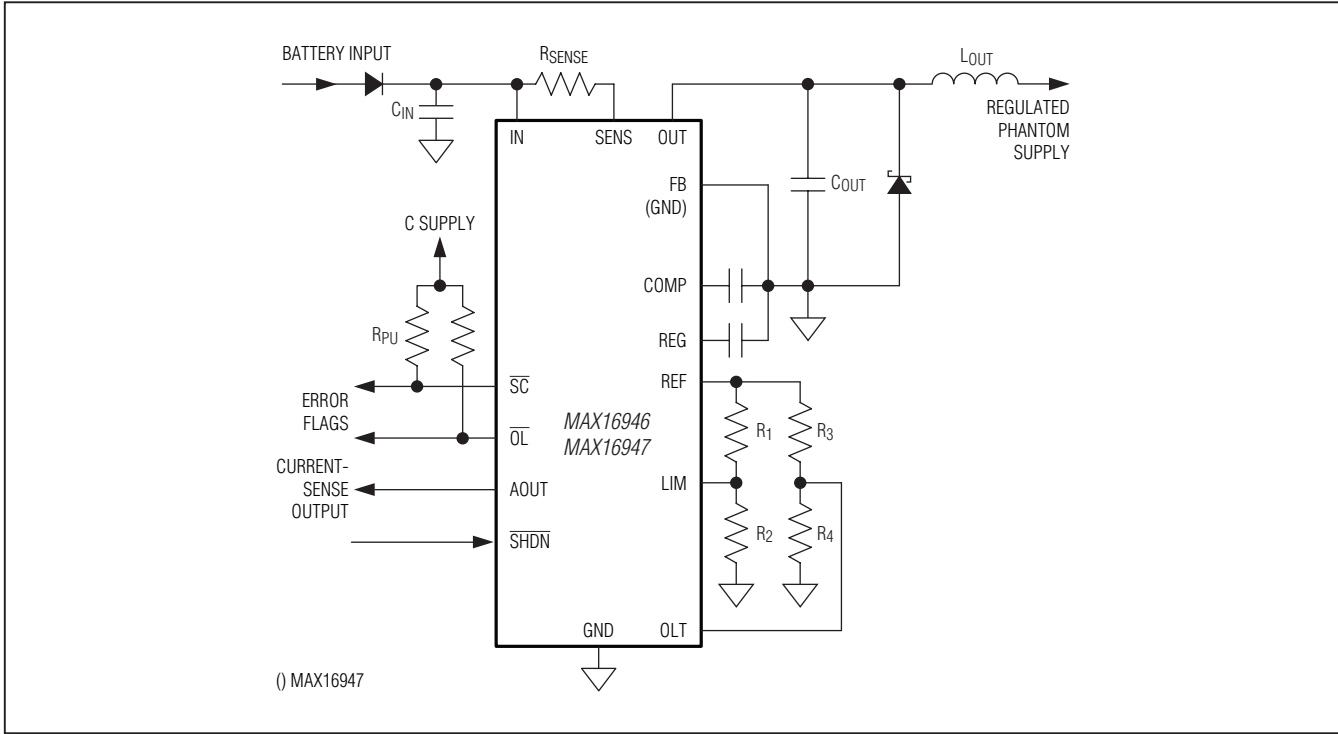 BATTERY INPUT
RSENSE
LOUT
CIN
REGULATED
PHANTOM
SUPPLY
IN
SENS
OUT
FB
(GND)
COUT
C SUPPLY
COMP
RPU
REG
SC
REF
ERROR
FLAGS
OL
MAX16946
MAX16947
R1
R3
CURRENT-
SENSE
OUTPUT
AOUT
LIM
SHDN
R2
R4
GND
OLT
() MAX16947